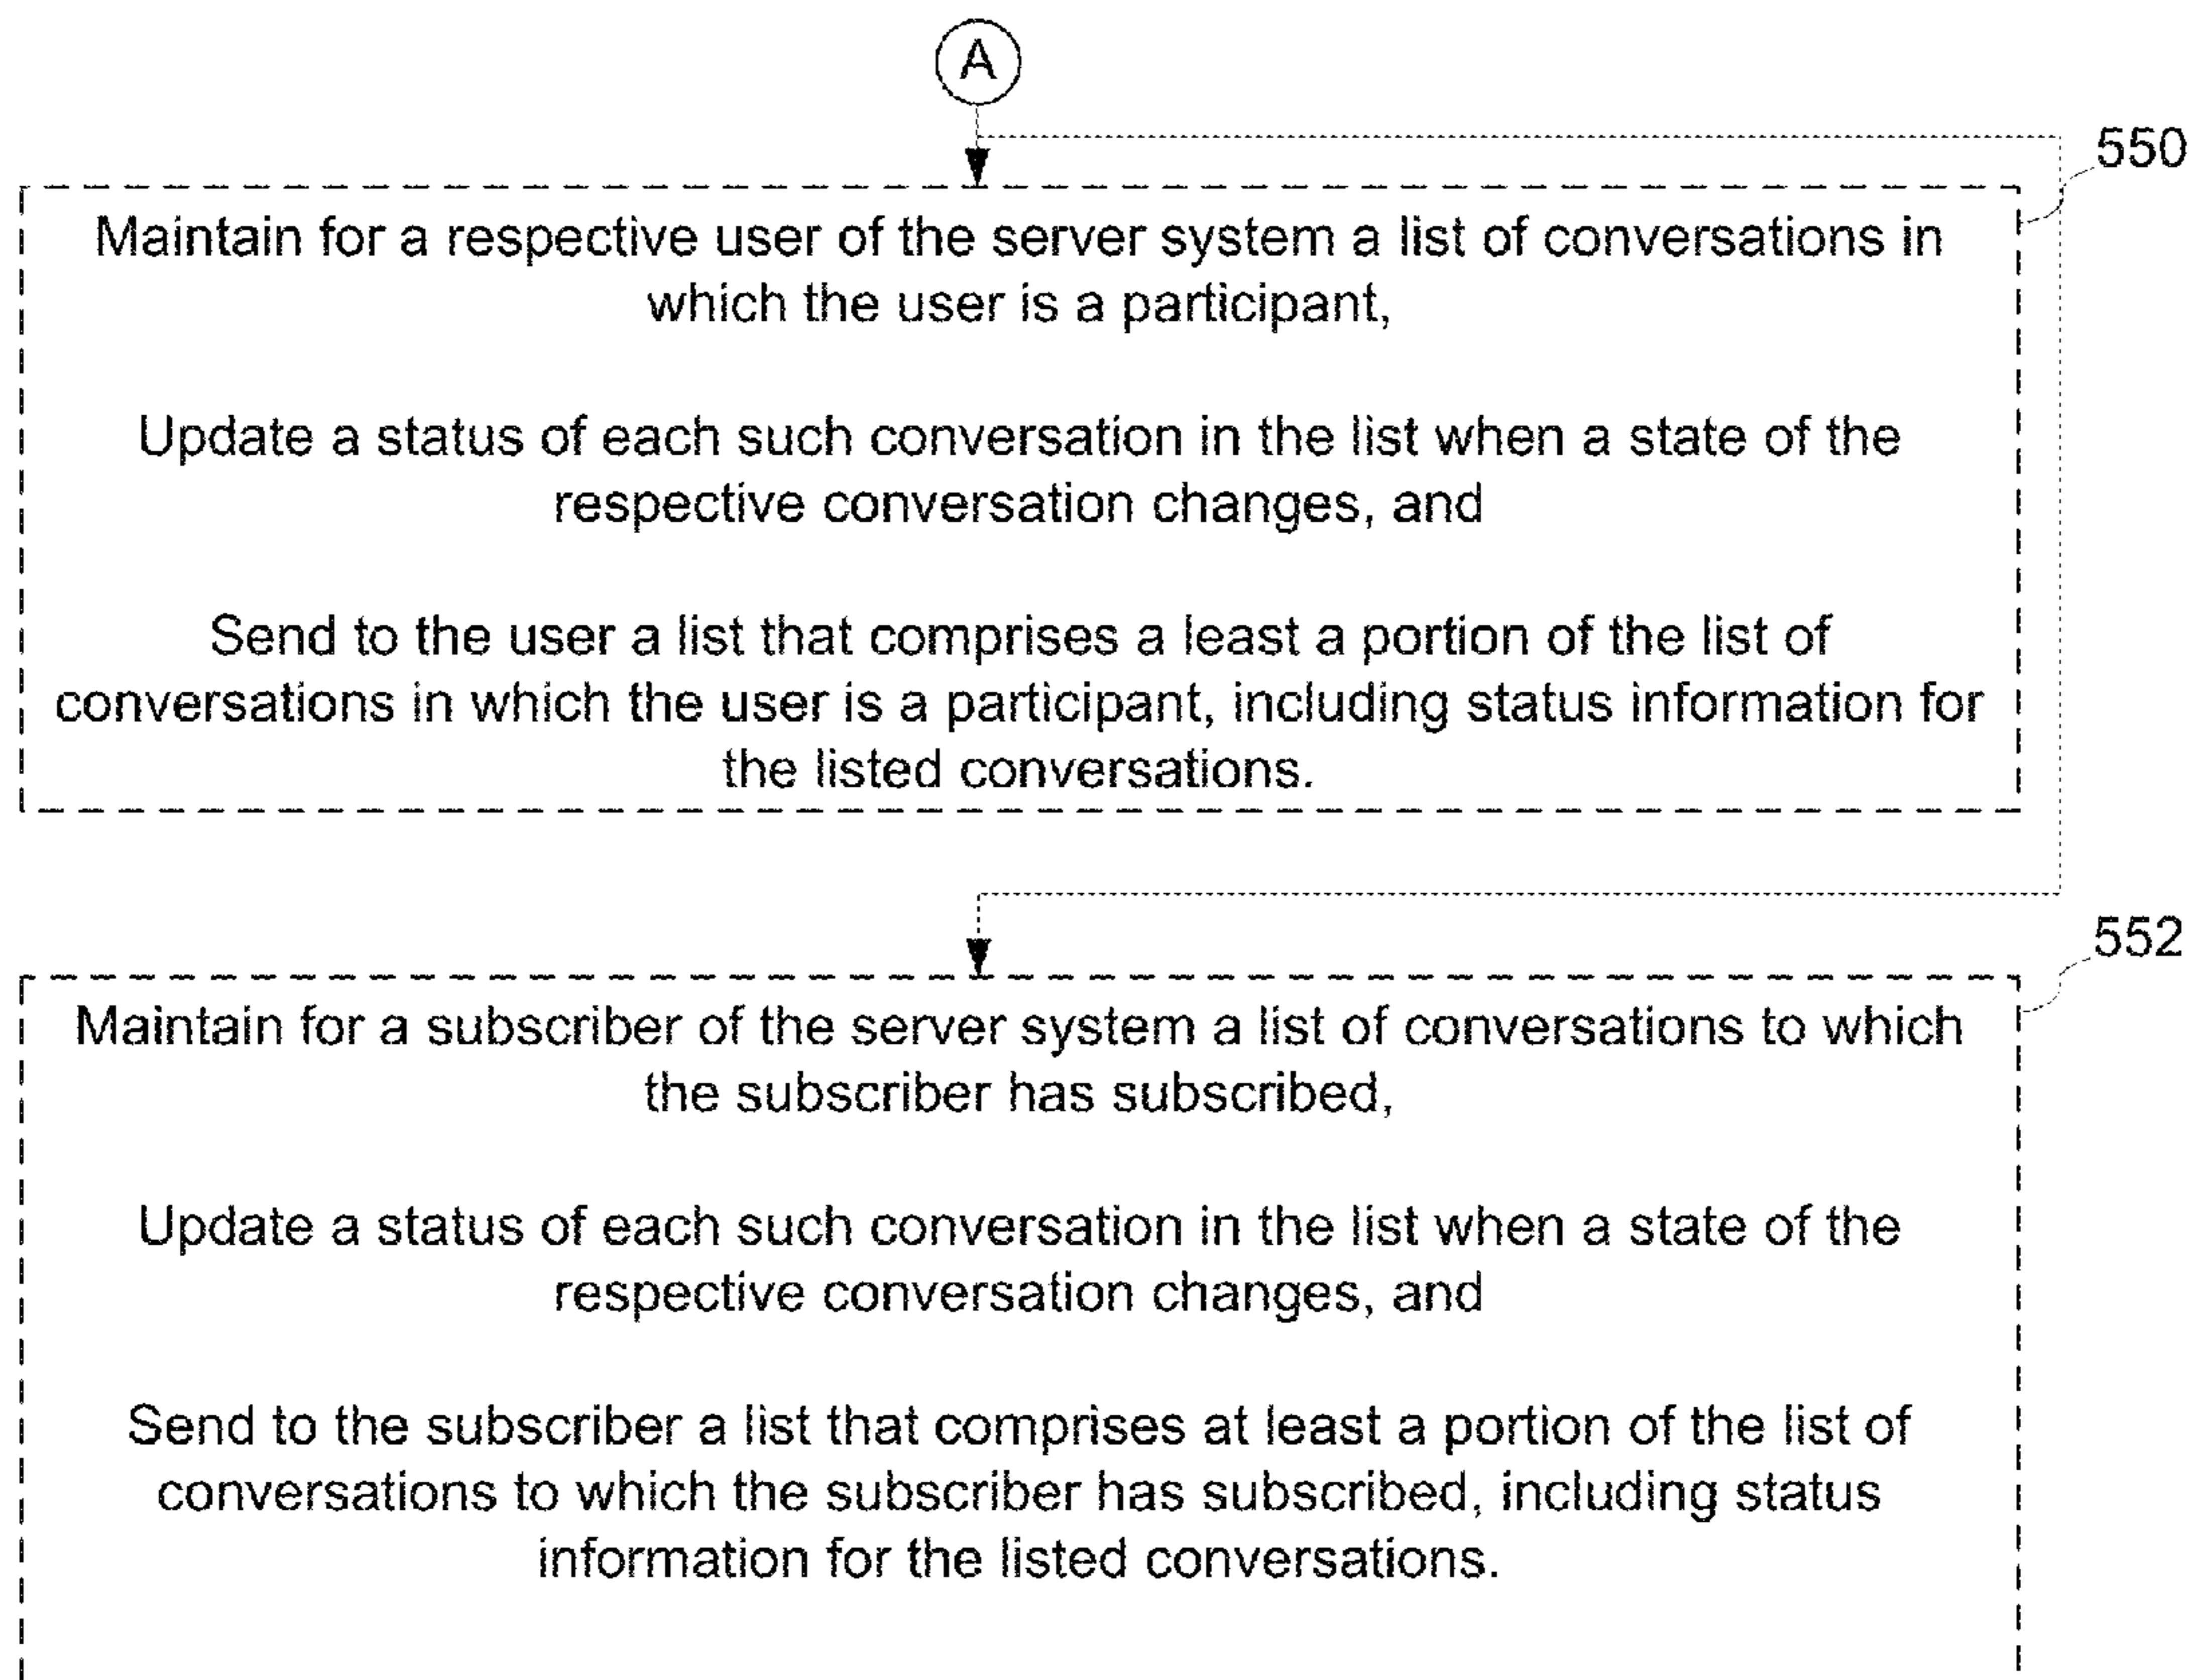 A
550
Maintain for a respective user of the server system a list of conversations in
which the user is a participant,
Update a status of each such conversation in the list when a state of the
respective conversation changes, and
Send to the user a list that comprises a least a portion of the list of
conversations in which the user is a participant, including status information for
the listed conversations.
552
Maintain for a subscriber of the server system a list of conversations to which
the subscriber has subscribed,
Update a status of each such conversation in the list when a state of the
respective conversation changes, and
Send to the subscriber a list that comprises at least a portion of the list of
conversations to which the subscriber has subscribed, including status
information for the listed conversations.